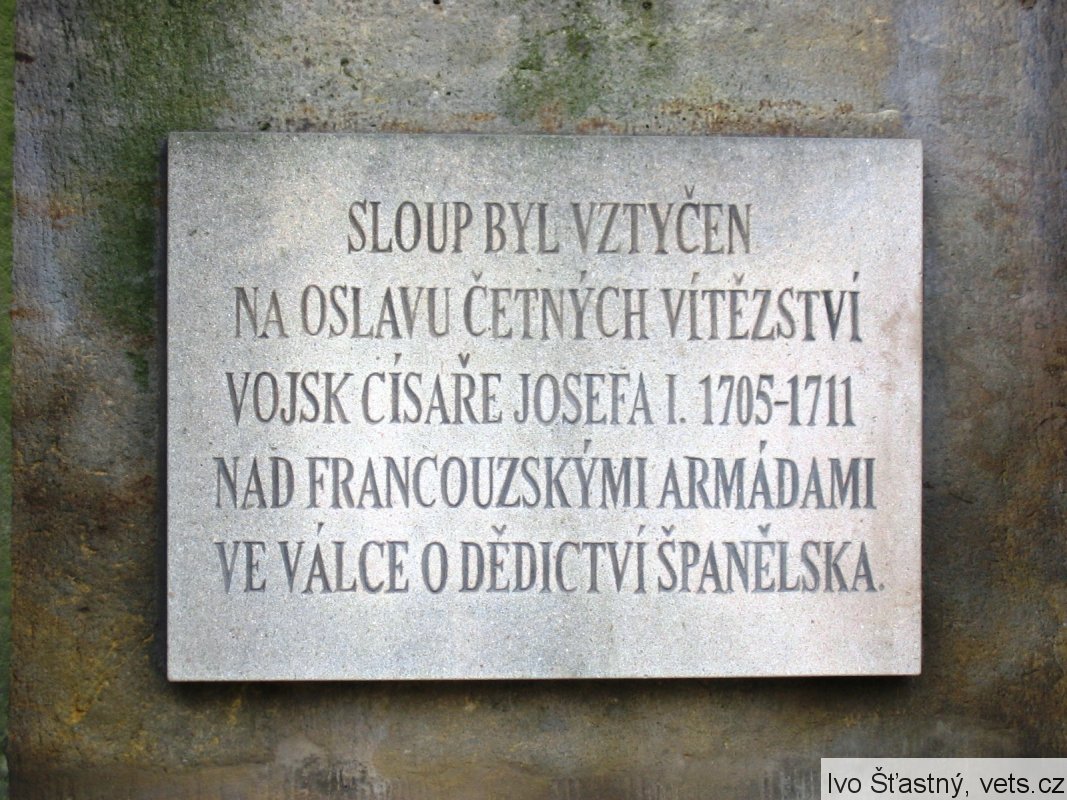 SLOUP BYL VZTYČEN
NA OSLAVU ČETNÝCH VÍTĚZSTVÍ
VOJSK CÍSAŘE JOSEFA I. 1705-1711
NAD FRANCOUZSKÝMI ARMÁDAMI
VE VÁLCE O DĚDICTVÍ ŠPANĚLSKA.
Ivo Šťastný, vets.cz